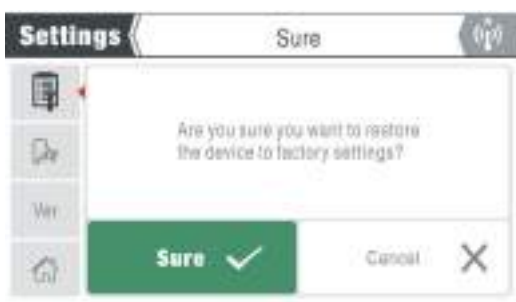 Settings
Sure
Are you sure you want to restore
the device to factory settings?
Ver
Sure
Cancel